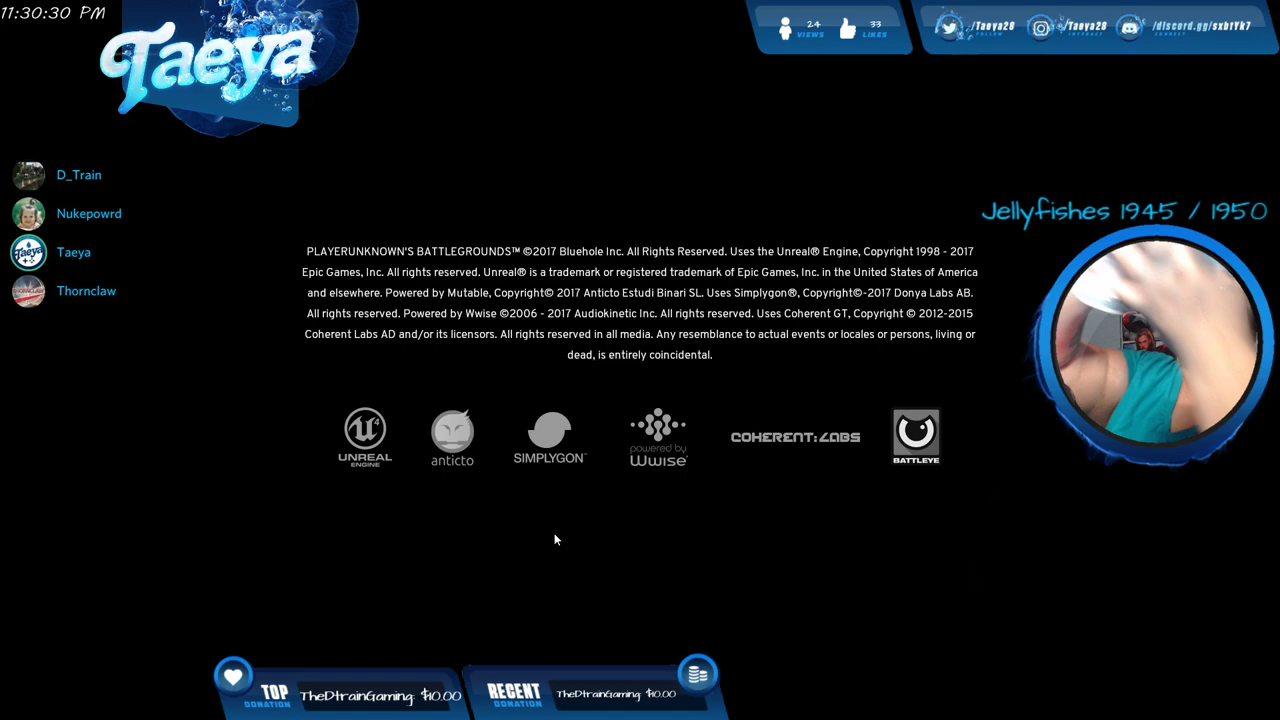 11:30:30 PM
Taeya
24
VIEWS
33
LIKES
/Taeya26
FOLLOW
/Taeya26
INTERACT
/discord.gg/sxbtYk7
CONNECT
D_Train
Nukepowrd
Taeya
Thornclaw
Jellyfishes 1945 / 1950
PLAYERUNKNOWN'S BATTLEGROUNDS™ ©2017 Bluehole Inc. All Rights Reserved. Uses the Unreal® Engine, Copyright 1998 - 2017
Epic Games, Inc. All rights reserved. Unreal® is a trademark or registered trademark of Epic Games, Inc. in the United States of America
and elsewhere. Powered by Mutable, Copyright© 2017 Anticto Estudi Binari SL. Uses Simplygon®, Copyright©-2017 Donya Labs AB.
All rights reserved. Powered by Wwise ©2006 - 2017 Audiokinetic Inc. All rights reserved. Uses Coherent GT, Copyright © 2012-2015
Coherent Labs AD and/or its licensors. All rights reserved in all media. Any resemblance to actual events or locales or persons, living or
dead, is entirely coincidental.
4
UNREAL
ENGINE
anticto
SIMPLYGON™
powered by
Wwise®
COHERENT:LABS
BATTLEYE
TOP
DONATION
TheDtrainGaming: $10.00
RECENT
DONATION
TheDtrainGaming: $10.00